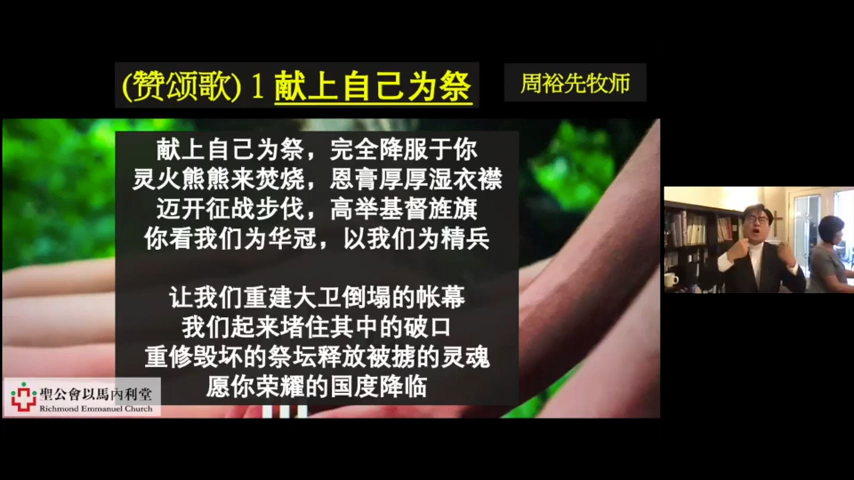 (赞颂歌) 1 献上自己为祭
周裕先牧师
献上自己为祭，完全降服于你
灵火熊熊来焚烧，恩膏厚厚湿衣襟
迈开征战步伐，高举基督旌旗
你看我们为华冠，以我们为精兵
让我们重建大卫倒塌的帐幕
我们起来堵住其中的破口
重修毁坏的祭坛释放被掳的灵魂
愿你荣耀的国度降临
聖公會以馬內利堂
Richmond Emmanuel Church